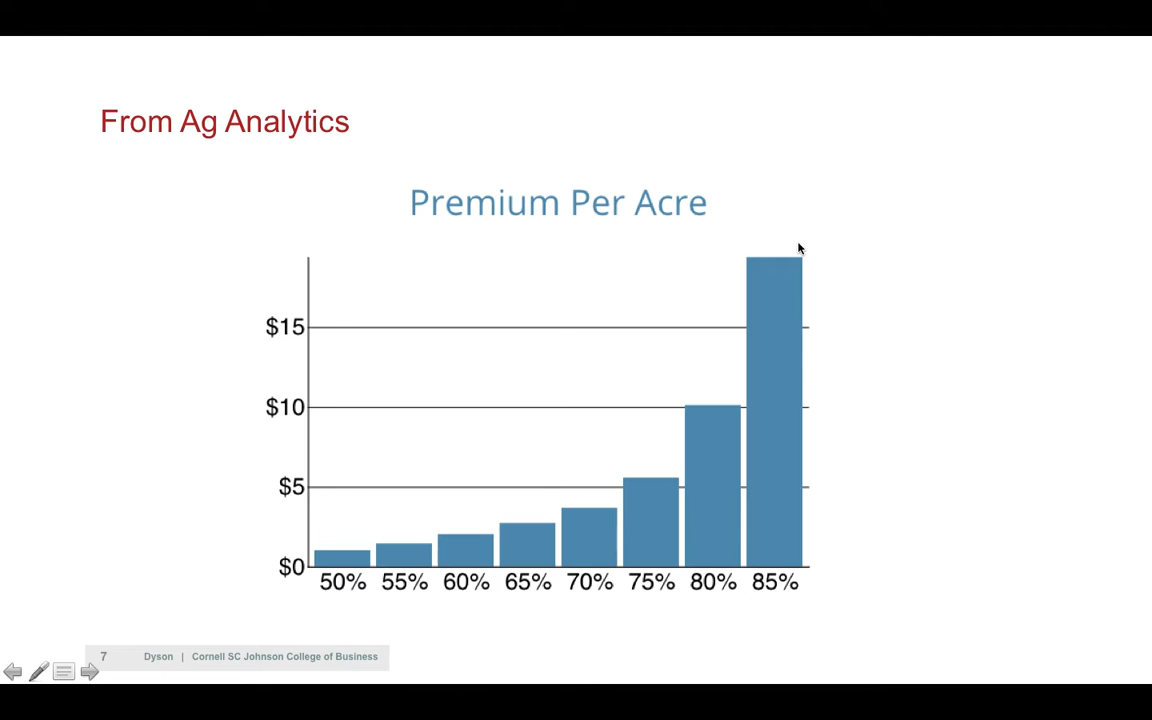 From Ag Analytics
Premium Per Acre
$15
$10
$5
$0
50% 55% 60% 65% 70% 75% 80% 85%
7 Dyson | Cornell SC Johnson College of Business